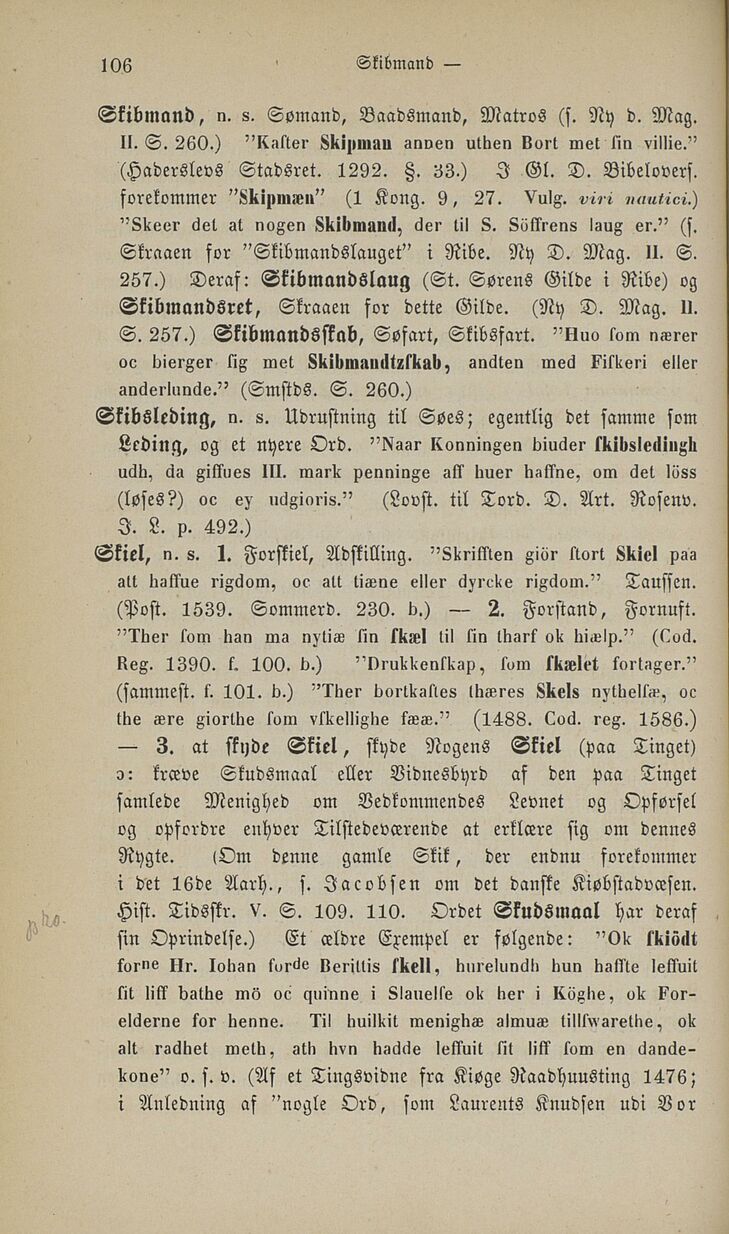 106 Skibmand —
Skibmand, n. s. Sømand, Baadsmand, Matros (s. Ny d. Mag.
II. S. 260.) ”Kaſter Skipman annen uthen Bort met ſin villie.”
(Haderslevs Stadsret. 1292. §. 33.) I Gl. D. Bibeloverſ.
forekommer ”Skipmæn” (1 Kong. 9, 27. Vulg. viri nautici.)
”Skeer det at nogen Skibmand, der til S. Söffrens laug er.” (ſ.
Skraaen for ”Skibmandslauget” i Ribe. Ny D. Mag. II. S.
257.) Deraf: Skibmandslaug (St. Sørens Gilde i Ribe) og
Skibmandsret, Skraaen for dette Gilde. (Ny D. Mag. II.
S. 257.) Skibmandsſkab, Søfart, Skibsfart. ”Huo ſom nærer
oc bierger ſig met Skibmandtzſkab, andten med Fiſkeri eller
anderlunde.” (Smſtds. S. 260.)
Skibsleding, n. s. Udruſtning til Søes; egentlig det ſamme ſom
Leding, og et nyere Ord. ”Naar Konningen biuder ſkibsledingh
udh, da giffues III. mark penninge aff huer haffne, om det löss
(løſes?) oc ey udgioris.” (Lovſt. til Tord. D. Art. Roſenv.
J. L. p. 492.)
Skiel, n. s. 1. Forſkiel, Adſkilling. ”Skrifften giör ſtort Skiel paa
att haffue rigdom, oc att tiæne eller dyrcke rigdom.” Tauſſen.
(Poſt. 1539. Sommerd. 230. b.) — 2. Forſtand, Fornuft.
”Ther ſom han ma nytiæ ſin ſkæl til ſin tharf ok hiælp.” (Cod.
Reg. 1390. f. 100. b.) ”Drukkenſkap, ſom ſkælet fortager.”
(ſammeſt. f. 101. b.) ”Ther bortkaſtes thæres Skels nythelſæ, oc
the ære giorthe ſom vſkellighe fææ.” (1488. Cod. reg. 1586.)
— 3. at ſkyde Skiel, ſkyde Nogens Skiel (paa Tinget)
ɔ: kræve Skudsmaal eller Vidnesbyrd af den paa Tinget
ſamlede Menighed om Vedkommendes Levnet og Opførſel
og opfordre enhver Tilſtedeværende at erklære ſig om dennes
Rygte. (Om denne gamle Skik, der endnu forekommer
i det 16de Aarh., ſ. Jacobſen om det danſke Kiøbſtadvæſen.
Hiſt. Tidsſkr. V. S. 109. 110. Ordet Skudsmaal har deraf
pro.
ſin Oprindelſe.) Et ældre Exempel er følgende: ”Ok ſkiödt
forne Hr. Iohan forde Berittis ſkell, hurelundh hun haffte leffuit
ſit liff bathe mö oc quinne i Slauelſe ok her i Köghe, ok For-
elderne for henne. Til huilkit menighæ almuæ tillſwarethe, ok
alt radhet meth, ath hvn hadde leffuit ſit liff ſom en dande-
kone” o. ſ. v. (Af et Tingsvidne fra Kiøge Raadhuusting 1476;
i Anledning af ”nogle Ord, ſom Laurents Knudſen udi Vor